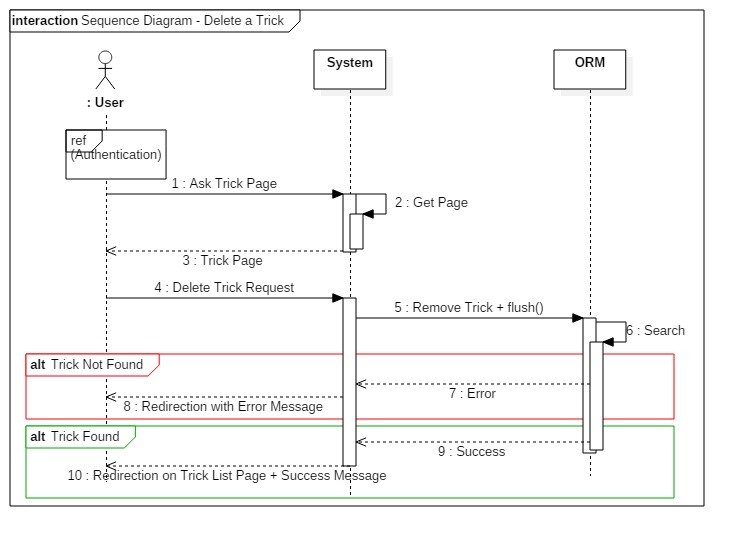 interaction Sequence Diagram - Delete a Trick
System
ORM
: User
ref
(Authentication)
1 : Ask Trick Page
2 : Get Page
3 : Trick Page
4 : Delete Trick Request
5 : Remove Trick + flush()
6 : Search
alt Trick Not Found
7 : Error
8 : Redirection with Error Message
alt Trick Found
9 : Success
10 : Redirection on Trick List Page + Success Message